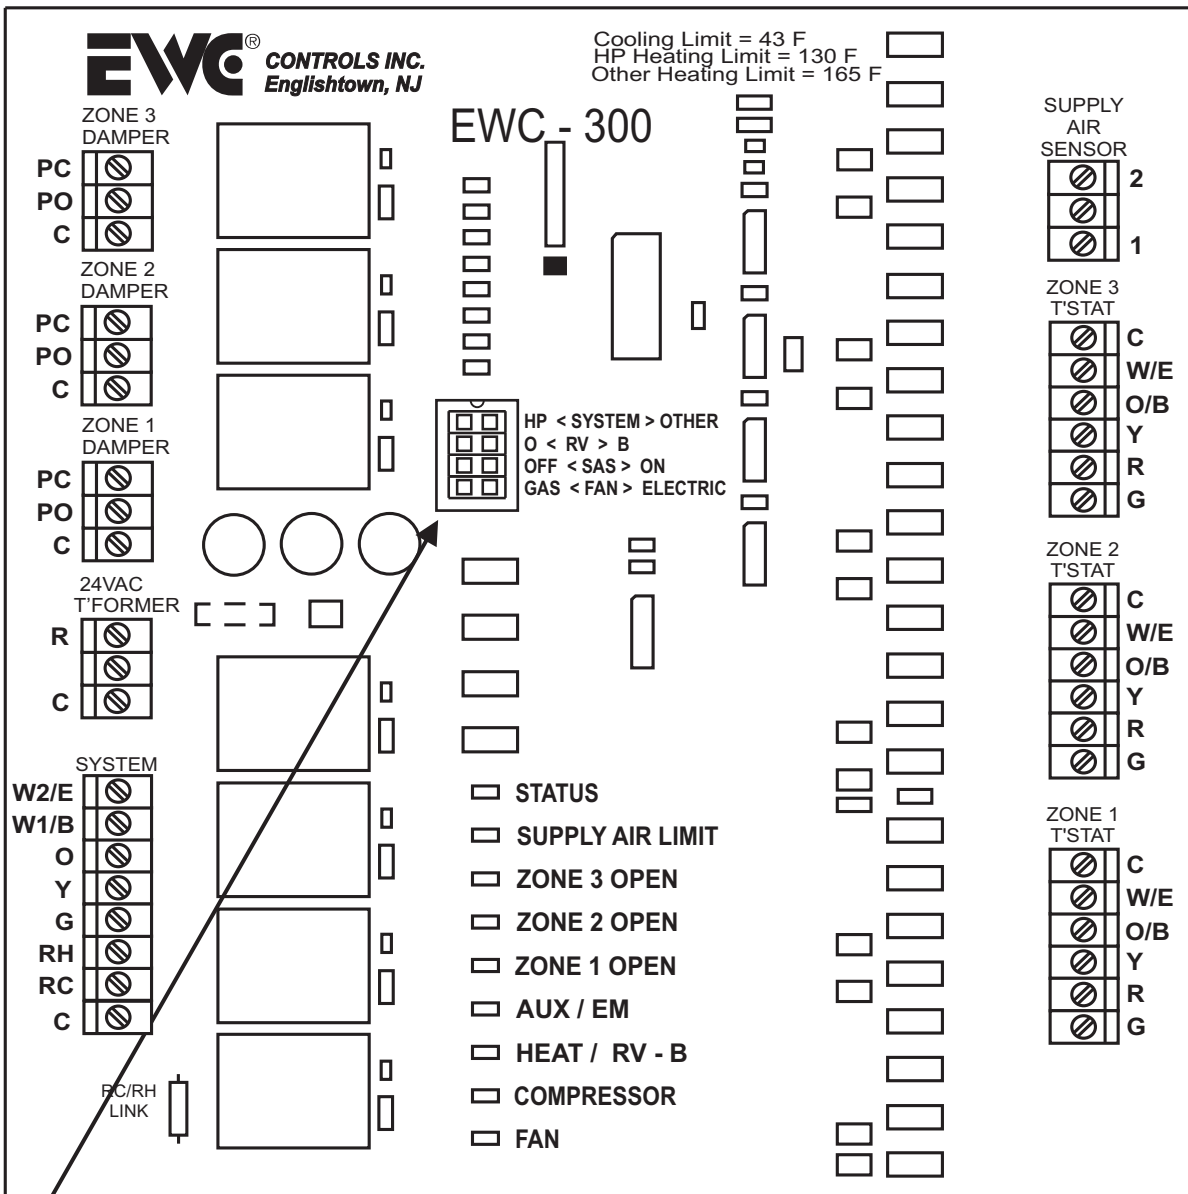 EWC® CONTROLS INC.
Englishtown, NJ
Cooling Limit = 43 F
HP Heating Limit = 130 F
Other Heating Limit = 165 F
EWC - 300
ZONE 3
DAMPER
PC
PO
C
ZONE 2
DAMPER
PC
PO
C
ZONE 1
DAMPER
PC
PO
C
24VAC
T'FORMER
R
C
SYSTEM
W2/E
W1/B
O
Y
G
RH
RC
C
RC/RH
LINK
HP < SYSTEM > OTHER
O < RV > B
OFF < SAS > ON
GAS < FAN > ELECTRIC
STATUS
SUPPLY AIR LIMIT
ZONE 3 OPEN
ZONE 2 OPEN
ZONE 1 OPEN
AUX / EM
HEAT / RV - B
COMPRESSOR
FAN
SUPPLY
AIR
SENSOR
2
1
ZONE 3
T'STAT
C
W/E
O/B
Y
R
G
ZONE 2
T'STAT
C
W/E
O/B
Y
R
G
ZONE 1
T'STAT
C
W/E
O/B
Y
R
G